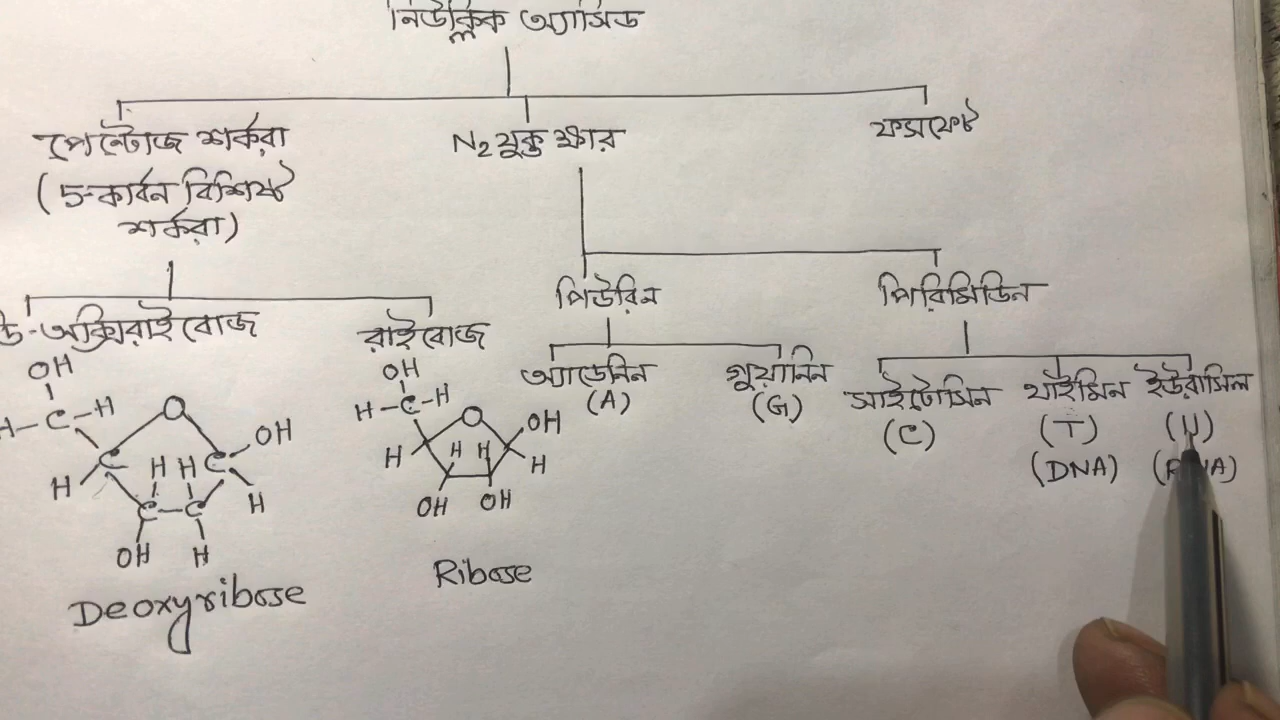 নিউক্লিক অ্যাসিড
পেন্টোজ শর্করা
(5-কার্বন বিশিষ্ট
শর্করা)
N₂ যুক্ত ক্ষার
ফসফেট
ডি-অক্সিরাইবোজ
রাইবোজ
পিউরিন
পিরিমিডিন
অ্যাডেনিন
(A)
গুয়ানিন
(G)
সাইটোসিন
(C)
থাইমিন
(T)
(DNA)
ইউরাসিল
(U)
OH
H-C-H
O
C
OH
H
H H
C
H
C-C
OH
H
Deoxyribose
OH
H-C-H
O
OH
H
H H
H
OH
OH
Ribose